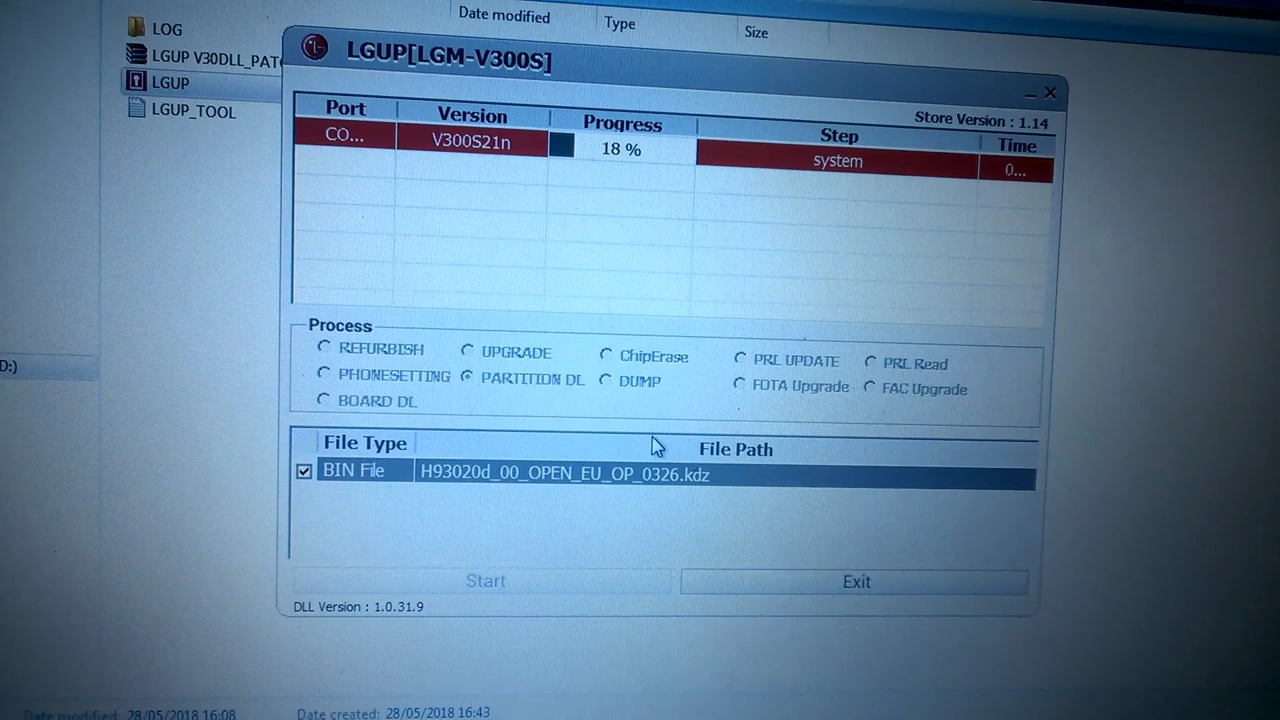 Date modified Type Size
LOG
LGUP V30DLL_PAT
LGUP
LGUP_TOOL
D:)
LGUP[LGM-V300S]
Store Version : 1.14
Port Version Progress Step Time
CO... V300S21n 18 % system 0...
Process
REFURBISH UPGRADE ChipErase PRL UPDATE PRL Read
PHONESETTING PARTITION DL DUMP FOTA Upgrade FAC Upgrade
BOARD DL
File Type File Path
BIN File H93020d_00_OPEN_EU_OP_0326.kdz
Start Exit
DLL Version : 1.0.31.9
Date modified: 28/05/2018 16:08 Date created: 28/05/2018 16:43